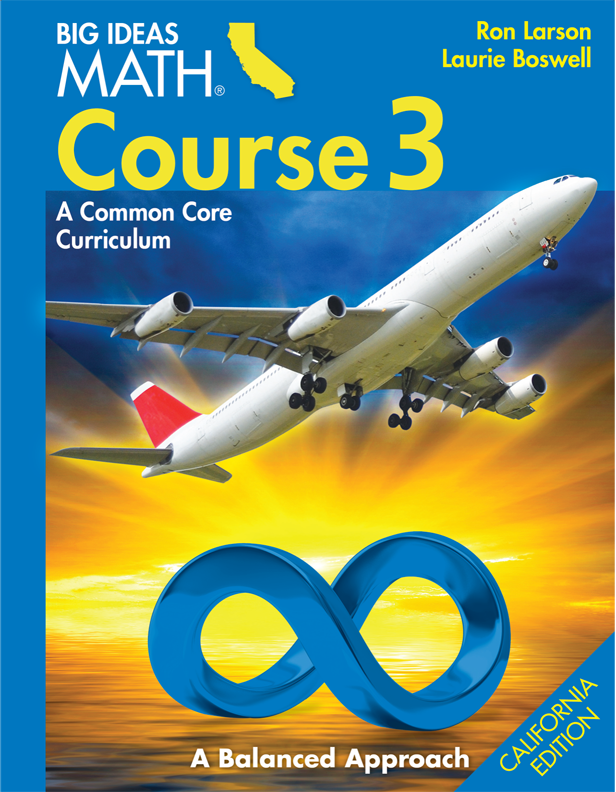 BIG IDEAS
MATH®
Ron Larson
Laurie Boswell
Course 3
A Common Core
Curriculum
A Balanced Approach
CALIFORNIA
EDITION